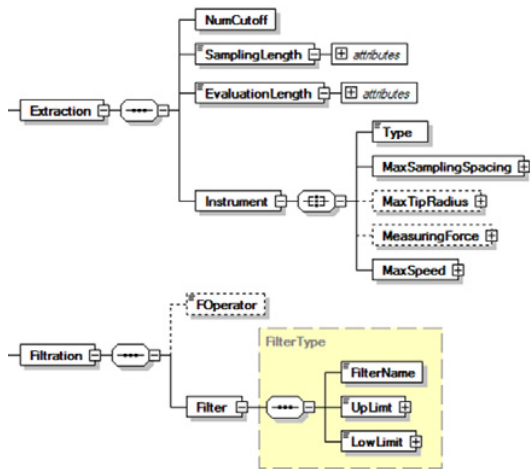 NumCutoff
SamplingLength
attributes
EvaluationLength
attributes
Extraction
Type
MaxSamplingSpacing
Instrument
MaxTipRadius
MeasuringForce
MaxSpeed
FOperator
FilterType
Filtration
FilterName
Filter
UpLimt
LowLimit